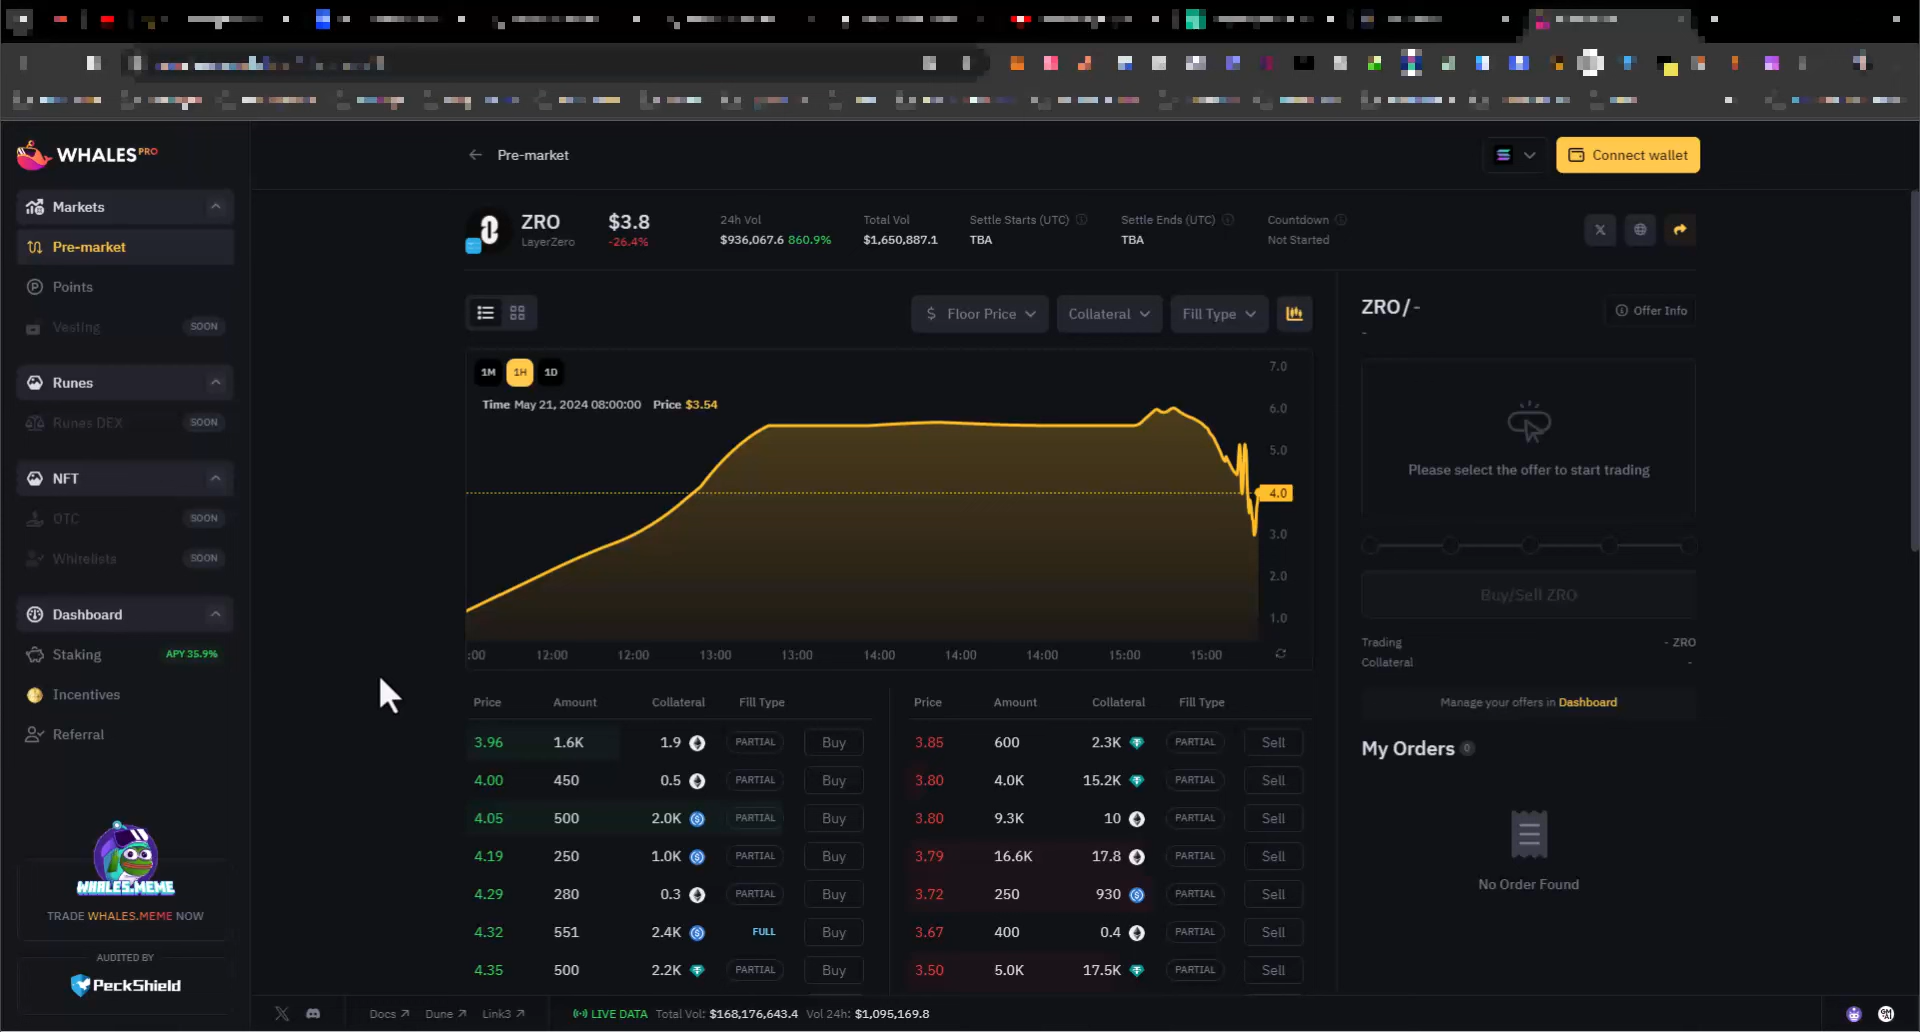 WHALES PRO
Markets
Pre-market
Points
Vesting SOON
Runes
Runes DEX SOON
NFT
OTC SOON
Whitelists SOON
Dashboard
Staking APY 35.9%
Incentives
Referral
WHALES.MEME
TRADE WHALES.MEME NOW
AUDITED BY
PeckShield
← Pre-market
Connect wallet
ZRO
LayerZero
$3.8
-26.4%
24h Vol
$936,067.6 860.9%
Total Vol
$1,650,887.1
Settle Starts (UTC)
TBA
Settle Ends (UTC)
TBA
Countdown
Not Started
$ Floor Price
Collateral
Fill Type
1M 1H 1D
Time May 21, 2024 08:00:00 Price $3.54
7.0
6.0
5.0
4.0
3.0
2.0
1.0
:00 12:00 12:00 13:00 13:00 14:00 14:00 14:00 15:00 15:00
Price Amount Collateral Fill Type
3.96 1.6K 1.9 PARTIAL Buy
4.00 450 0.5 PARTIAL Buy
4.05 500 2.0K PARTIAL Buy
4.19 250 1.0K PARTIAL Buy
4.29 280 0.3 PARTIAL Buy
4.32 551 2.4K FULL Buy
4.35 500 2.2K PARTIAL Buy
Price Amount Collateral Fill Type
3.85 600 2.3K PARTIAL Sell
3.80 4.0K 15.2K PARTIAL Sell
3.80 9.3K 10 PARTIAL Sell
3.79 16.6K 17.8 PARTIAL Sell
3.72 250 930 PARTIAL Sell
3.67 400 0.4 PARTIAL Sell
3.50 5.0K 17.5K PARTIAL Sell
ZRO/-
-
Offer Info
Please select the offer to start trading
Buy/Sell ZRO
Trading - ZRO
Collateral -
Manage your offers in Dashboard
My Orders 0
No Order Found
Docs ↗ Dune ↗ Link3 ↗ LIVE DATA Total Vol: $168,176,643.4 Vol 24h: $1,095,169.8